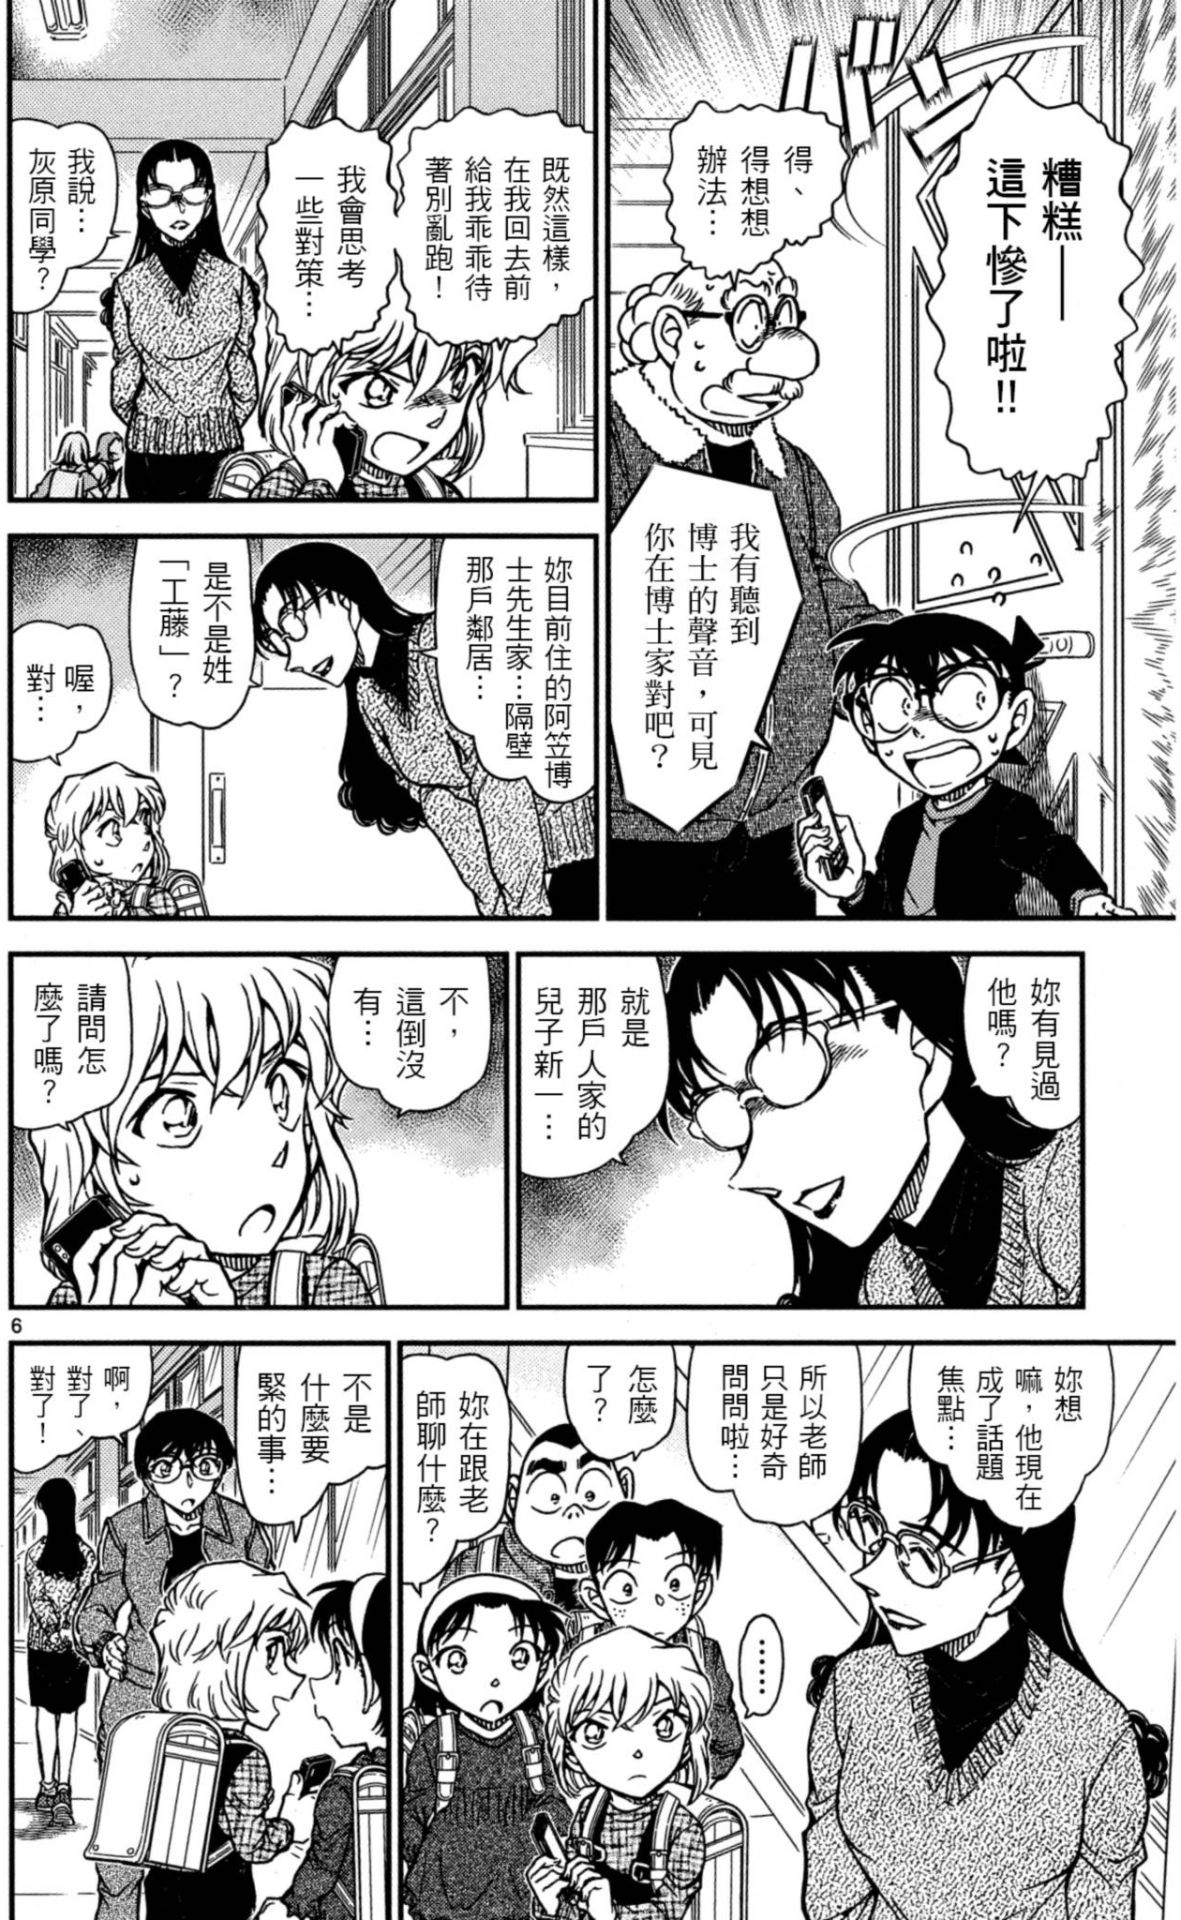 糟糕——
這下慘了啦!!
得、
得想想
辦法…
我有聽到
博士的聲音，可見
你在博士家對吧？
既然這樣，
在我回去前
給我乖乖待
著別亂跑！
我會思考
一些對策…
我說…
灰原同學？
妳目前住的阿笠博
士先生家…隔壁
那戶鄰居…
是不是姓
「工藤」？
喔，
對…
妳有見過
他嗎？
就是
那戶人家的
兒子新一…
不，
這倒沒
有…
請問怎
麼了嗎？
6
妳想
嘛，他現在
成了話題
焦點…
所以老師
只是好奇
問問啦…
……
怎麼
了？
妳在跟老
師聊什麼？
不是
什麼要
緊的事…
啊，
對了、
對了！